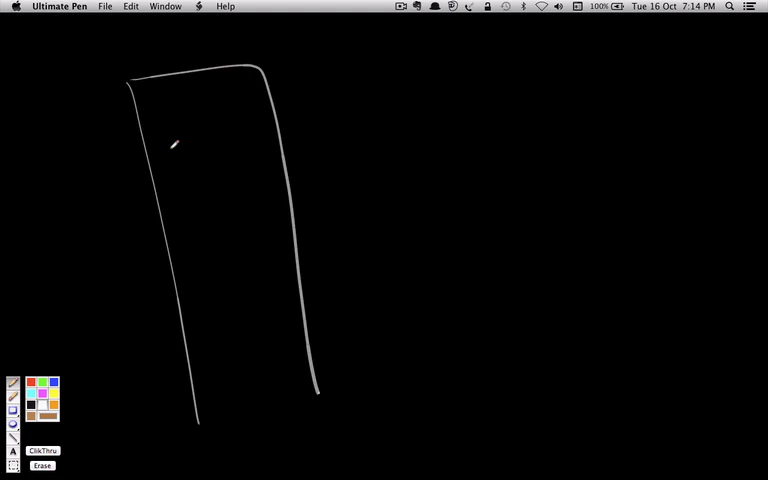 Ultimate Pen File Edit Window Help 100% Tue 16 Oct 7:14 PM
A
ClikThru
Erase